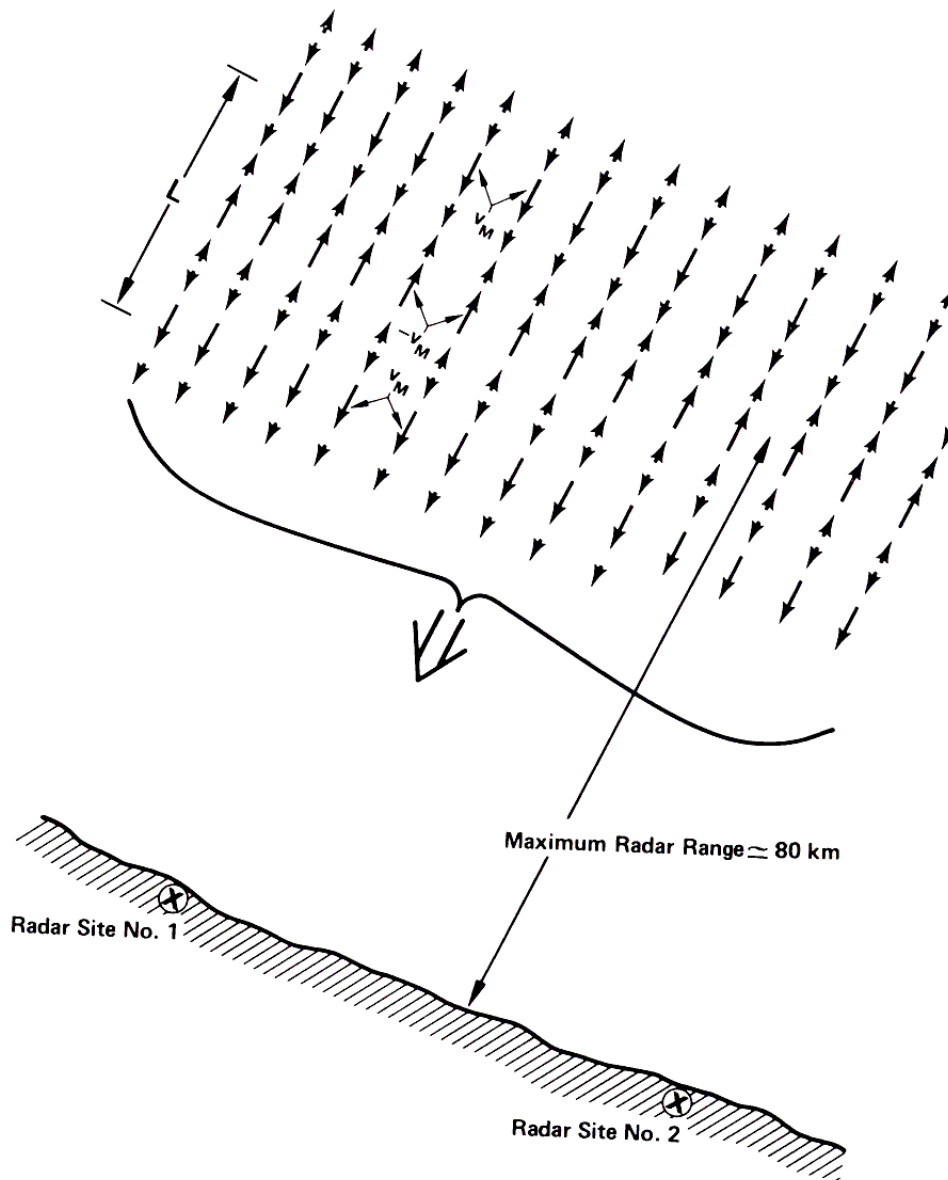 L
v_M
-v_M
v_M
Maximum Radar Range ≃ 80 km
Radar Site No. 1
Radar Site No. 2